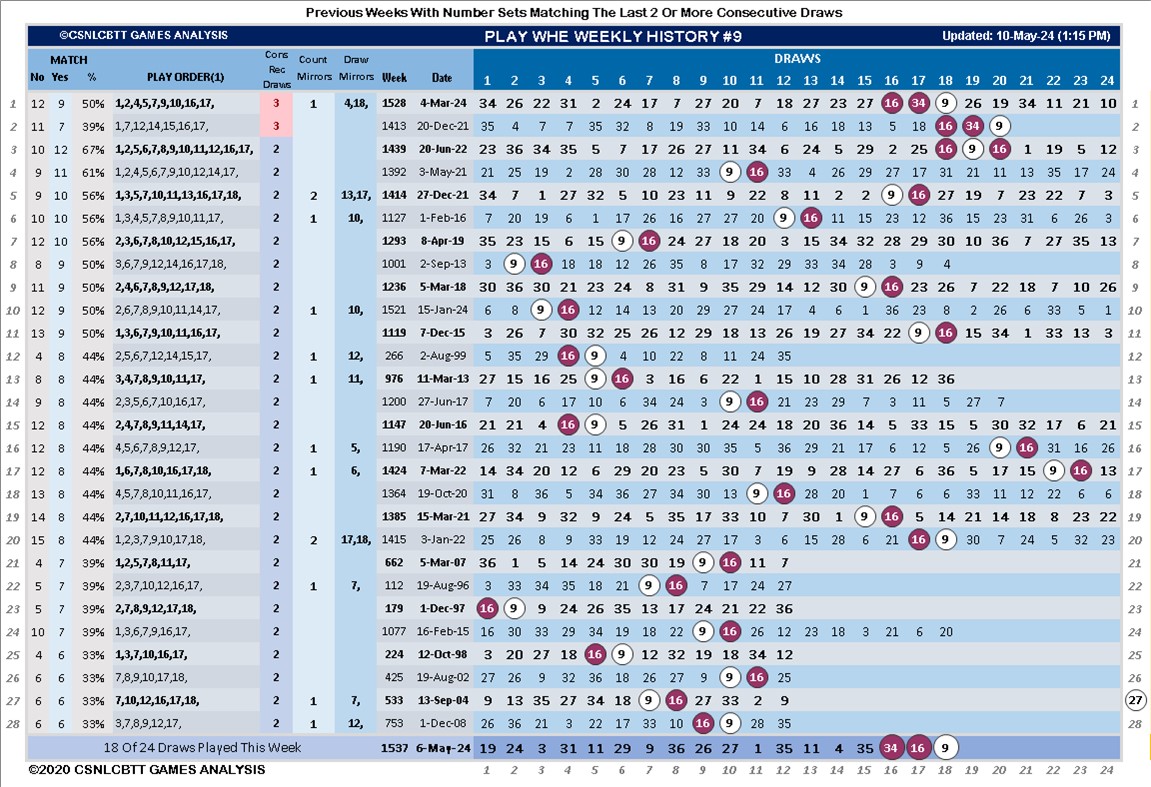 Previous Weeks With Number Sets Matching The Last 2 Or More Consecutive Draws
©CSNLCBTT GAMES ANALYSIS PLAY WHE WEEKLY HISTORY #9 Updated: 10-May-24 (1:15 PM)
MATCH Cons Rec Draws Count Mirrors Draw Mirrors DRAWS
No Yes % PLAY ORDER(1) Week Date 1 2 3 4 5 6 7 8 9 10 11 12 13 14 15 16 17 18 19 20 21 22 23 24
1 12 9 50% 1,2,4,5,7,9,10,16,17, 3 1 4,18, 1528 4-Mar-24 34 26 22 31 2 24 17 7 27 20 7 18 27 23 27 16 34 9 26 19 34 11 21 10 1
2 11 7 39% 1,7,12,14,15,16,17, 3 1413 20-Dec-21 35 4 7 7 35 32 8 19 33 10 14 6 16 18 13 5 18 16 34 9 2
3 10 12 67% 1,2,5,6,7,8,9,10,11,12,16,17, 2 1439 20-Jun-22 23 36 34 35 5 7 17 26 27 11 34 6 24 5 29 2 25 16 9 16 1 19 5 12 3
4 9 11 61% 1,2,4,5,6,7,8,9,10,12,14,17, 2 1392 3-May-21 21 25 19 2 28 30 28 12 33 9 16 33 4 26 29 27 17 31 21 11 13 35 17 24 4
5 9 10 56% 1,3,5,7,10,11,13,16,17,18, 2 2 13,17, 1414 27-Dec-21 34 7 1 27 32 5 10 23 11 9 22 8 11 2 2 9 16 27 19 7 23 22 7 3 5
6 10 10 56% 1,3,4,5,7,8,9,10,11,17, 2 1 10, 1127 1-Feb-16 7 20 19 6 1 17 26 16 27 27 20 9 16 11 15 23 12 36 15 23 31 6 26 3 6
7 12 10 56% 2,3,6,7,8,10,12,15,16,17, 2 1293 8-Apr-19 35 23 15 6 15 9 16 24 27 18 20 3 15 34 32 28 29 30 10 36 7 27 35 13 7
8 8 9 50% 3,6,7,9,12,14,16,17,18, 2 1001 2-Sep-13 3 9 16 18 18 12 26 35 8 17 32 29 33 34 28 3 9 4 8
9 11 9 50% 2,4,6,7,8,9,12,17,18, 2 1236 5-Mar-18 30 36 30 21 23 24 8 31 9 35 29 14 12 30 9 16 23 26 7 22 18 7 10 26 9
10 12 9 50% 2,6,7,8,9,10,11,14,17, 2 1 10, 1521 15-Jan-24 6 8 9 16 12 14 13 20 29 27 24 17 4 6 1 36 23 8 2 26 6 33 5 1 10
11 13 9 50% 1,3,6,7,9,10,11,16,17, 2 1119 7-Dec-15 3 26 7 30 32 25 26 12 29 18 13 26 19 27 34 22 9 16 15 34 1 33 13 3 11
12 4 8 44% 2,5,6,7,12,14,15,17, 2 1 12, 266 2-Aug-99 5 35 29 16 9 4 10 22 8 11 24 35 12
13 8 8 44% 3,4,7,8,9,10,11,17, 2 1 11, 976 11-Mar-13 27 15 16 25 9 16 3 16 6 22 1 15 10 28 31 26 12 36 13
14 9 8 44% 2,3,5,6,7,10,16,17, 2 1200 27-Jun-17 7 20 6 17 10 6 34 24 3 9 16 21 23 29 7 3 11 5 27 7 14
15 12 8 44% 2,4,7,8,9,11,14,17, 2 1147 20-Jun-16 21 21 4 16 9 5 26 31 1 24 24 18 20 36 14 5 33 15 5 30 32 17 6 21 15
16 12 8 44% 4,5,6,7,8,9,12,17, 2 1 5, 1190 17-Apr-17 26 32 21 23 11 18 28 30 30 35 5 36 29 21 17 6 12 5 26 9 16 31 16 26 16
17 12 8 44% 1,6,7,8,10,16,17,18, 2 1 6, 1424 7-Mar-22 14 34 20 12 6 29 20 23 5 30 7 19 9 28 14 27 6 36 5 17 15 9 16 13 17
18 13 8 44% 4,5,7,8,10,11,16,17, 2 1364 19-Oct-20 31 8 36 5 34 36 27 34 30 13 9 16 28 20 1 7 6 6 33 11 12 22 6 6 18
19 14 8 44% 2,7,10,11,12,16,17,18, 2 1385 15-Mar-21 27 34 9 32 9 24 5 35 17 33 10 7 30 1 9 16 5 14 21 14 18 8 23 22 19
20 15 8 44% 1,2,3,7,9,10,17,18, 2 2 17,18, 1415 3-Jan-22 25 26 8 9 33 19 12 24 27 17 3 6 15 28 6 21 16 9 30 7 24 5 32 23 20
21 4 7 39% 1,2,5,7,8,11,17, 2 662 5-Mar-07 36 1 5 14 24 30 30 19 9 16 11 7 21
22 5 7 39% 2,3,7,10,12,16,17, 2 1 7, 112 19-Aug-96 3 33 34 35 18 21 9 16 7 17 24 27 22
23 5 7 39% 2,7,8,9,12,17,18, 2 179 1-Dec-97 16 9 9 24 26 35 13 17 24 21 22 36 23
24 10 7 39% 1,3,6,7,9,16,17, 2 1077 16-Feb-15 16 30 33 29 34 19 18 22 9 16 26 12 23 18 3 21 6 20 24
25 4 6 33% 1,3,7,10,16,17, 2 224 12-Oct-98 3 20 27 18 16 9 12 32 19 18 34 12 25
26 6 6 33% 7,8,9,10,17,18, 2 425 19-Aug-02 27 26 9 32 36 18 26 27 9 9 16 25 26
27 6 6 33% 7,10,12,16,17,18, 2 1 7, 533 13-Sep-04 9 13 35 27 34 18 9 16 27 33 2 9 27
28 6 6 33% 3,7,8,9,12,17, 2 1 12, 753 1-Dec-08 26 36 21 3 22 17 33 10 16 9 28 35 28
18 Of 24 Draws Played This Week 1537 6-May-24 19 24 3 31 11 29 9 36 26 27 1 35 11 4 35 34 16 9
©2020 CSNLCBTT GAMES ANALYSIS 1 2 3 4 5 6 7 8 9 10 11 12 13 14 15 16 17 18 19 20 21 22 23 24